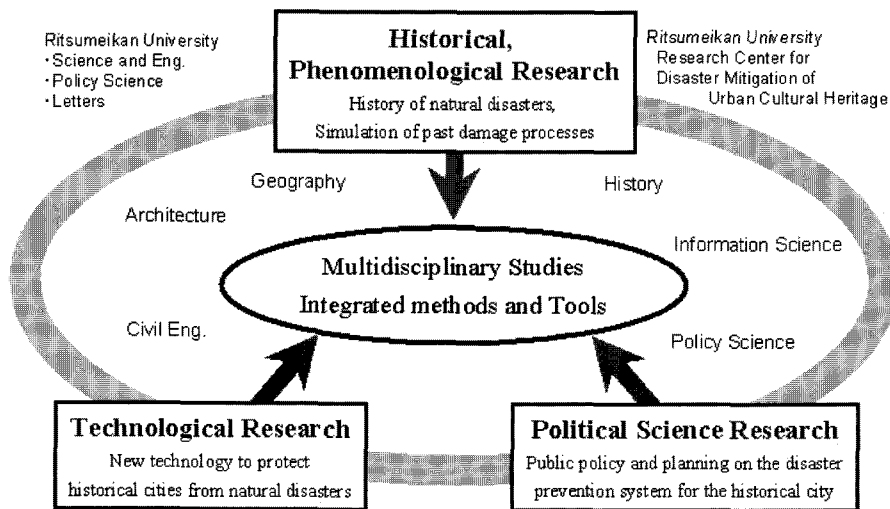 Ritsumeikan University
・Science and Eng.
・Policy Science
・Letters
Historical,
Phenomenological Research
History of natural disasters,
Simulation of past damage processes
Ritsumeikan University
Research Center for
Disaster Mitigation of
Urban Cultural Heritage
Geography
History
Architecture
Information Science
Multidisciplinary Studies
Integrated methods and Tools
Civil Eng.
Policy Science
Technological Research
New technology to protect
historical cities from natural disasters
Political Science Research
Public policy and planning on the disaster
prevention system for the historical city